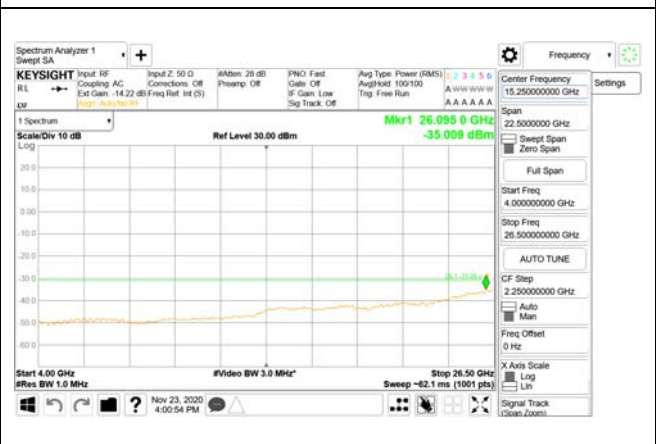 Spectrum Analyzer 1
Swept SA
+
Frequency
KEYSIGHT
Input: RF
Input Z: 50 Ω
#Atten: 28 dB
PNO: Fast
Avg Type: Power (RMS)
1 2 3 4 5 6
RL
Coupling: AC
Corrections: Off
Preamp: Off
Gate: Off
Avg|Hold: 100/100
A W W W W W
Ext Gain: -14.22 dB
Freq Ref: Int (S)
IF Gain: Low
Trig: Free Run
Align: Auto/No RF
Sig Track: Off
A A A A A A
Settings
1 Spectrum
Mkr1 26.095 0 GHz
Scale/Div 10 dB
Ref Level 30.00 dBm
-35.009 dBm
Log
20.0
10.0
0.00
-10.0
-20.0
-30.0
-40.0
-50.0
-60.0
Start 4.00 GHz
#Video BW 3.0 MHz*
Stop 26.50 GHz
#Res BW 1.0 MHz
Sweep ~62.1 ms (1001 pts)
Nov 23, 2020
4:00:54 PM
Center Frequency
15.250000000 GHz
Span
22.5000000 GHz
Swept Span
Zero Span
Full Span
Start Freq
4.000000000 GHz
Stop Freq
26.500000000 GHz
AUTO TUNE
CF Step
2.250000000 GHz
Auto
Man
Freq Offset
0 Hz
X Axis Scale
Log
Lin
Signal Track
(Span Zoom)